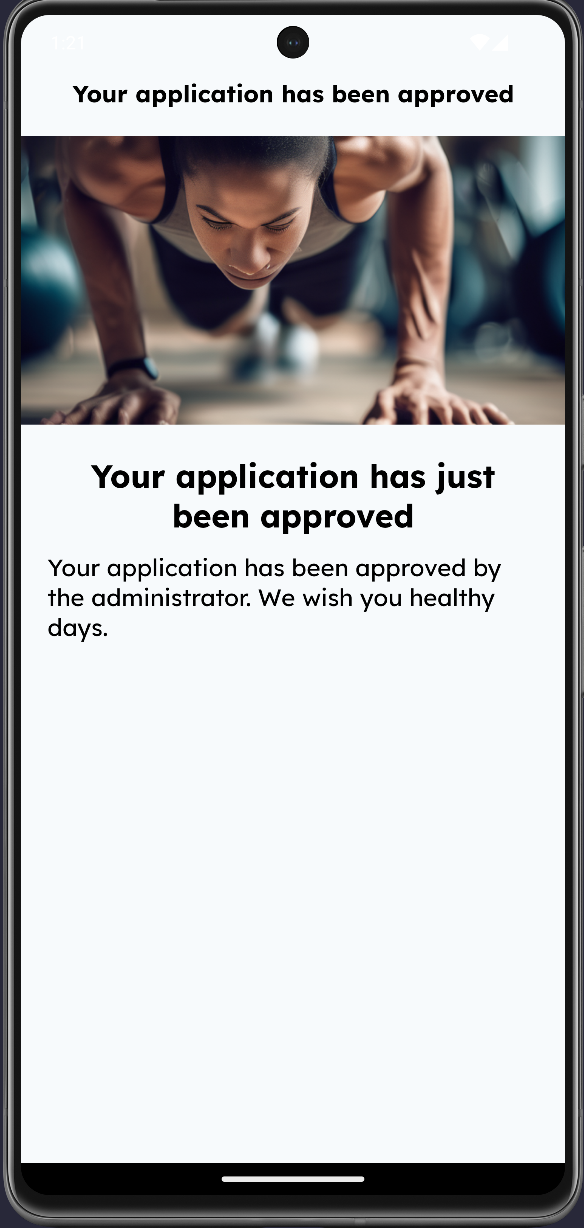 1:21
Your application has been approved
Your application has just
been approved
Your application has been approved by
the administrator. We wish you healthy
days.